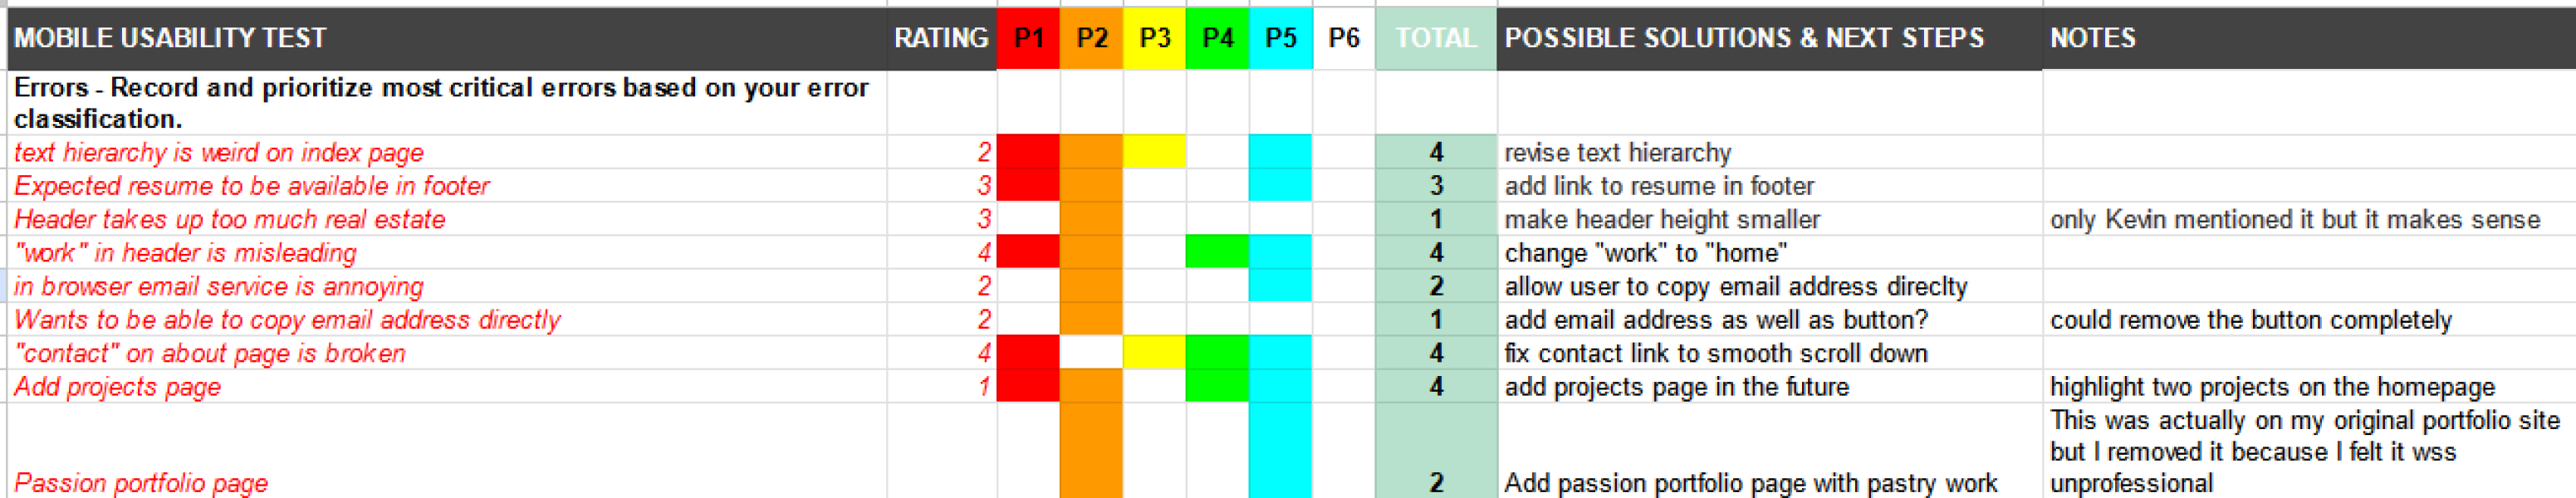 MOBILE USABILITY TEST RATING P1 P2 P3 P4 P5 P6 TOTAL POSSIBLE SOLUTIONS & NEXT STEPS NOTES
Errors - Record and prioritize most critical errors based on your error
classification.
text hierarchy is weird on index page 2 4 revise text hierarchy
Expected resume to be available in footer 3 3 add link to resume in footer
Header takes up too much real estate 3 1 make header height smaller only Kevin mentioned it but it makes sense
"work" in header is misleading 4 4 change "work" to "home"
in browser email service is annoying 2 2 allow user to copy email address direclty
Wants to be able to copy email address directly 2 1 add email address as well as button? could remove the button completely
"contact" on about page is broken 4 4 fix contact link to smooth scroll down
Add projects page 1 4 add projects page in the future highlight two projects on the homepage
This was actually on my original portfolio site
but I removed it because I felt it wss
Passion portfolio page 2 Add passion portfolio page with pastry work unprofessional